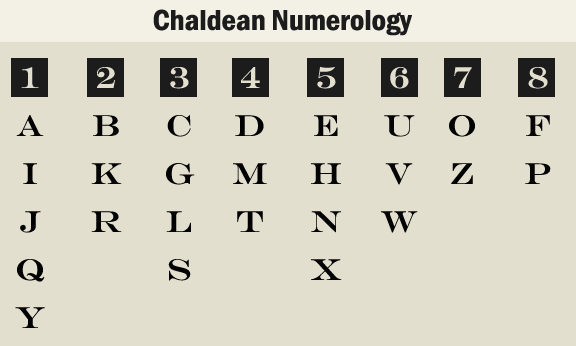 Chaldean Numerology
1 2 3 4 5 6 7 8
A B C D E U O F
I K G M H V Z P
J R L T N W
Q S X
Y